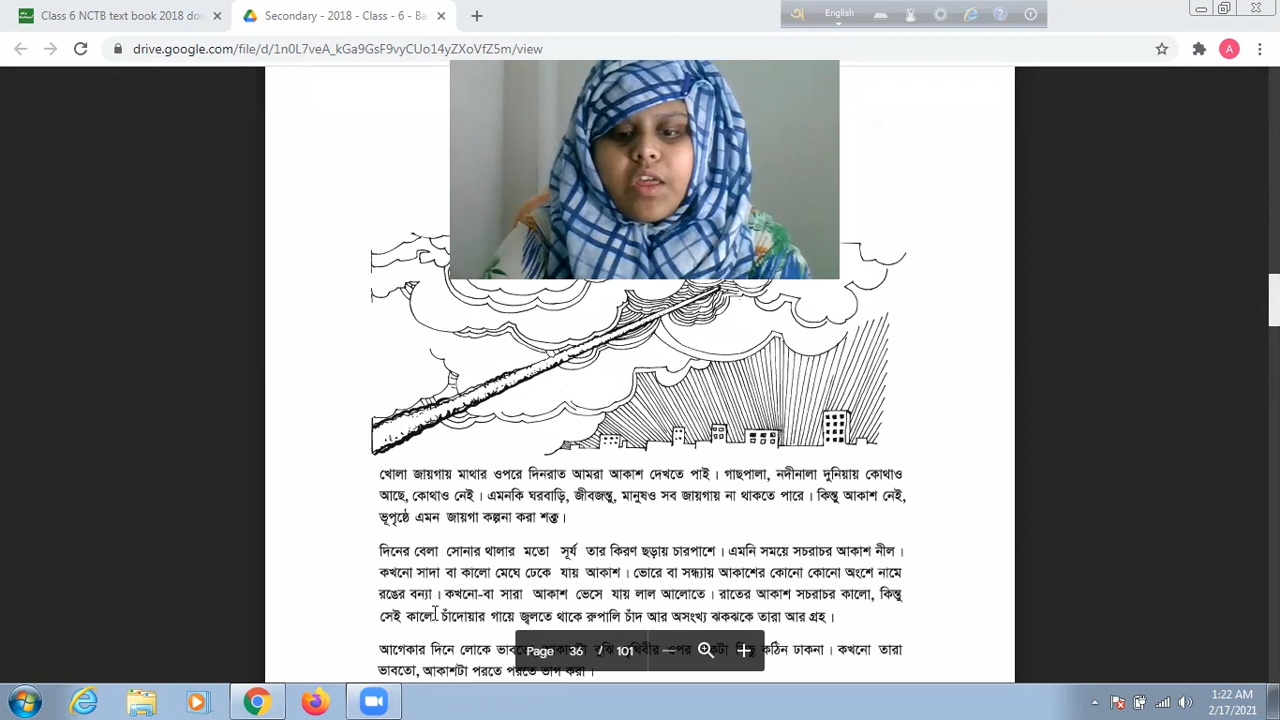 Class 6 NCTB textb k 2018 do
Secondary - 2018 - Class - 6 - Ba
English
drive.google.com/file/d/1n0L7veA_kGa9GsF9vyCUo14yZXoVfZ5m/view
A
খোলা জায়গায় মাথার ওপরে দিনরাত আমরা আকাশ দেখতে পাই। গাছপালা, নদীনালা দুনিয়ায় কোথাও
আছে, কোথাও নেই। এমনকি ঘরবাড়ি, জীবজন্তু, মানুষও সব জায়গায় না থাকতে পারে। কিন্তু আকাশ নেই,
ভূপৃষ্ঠে এমন জায়গা কল্পনা করা শক্ত।
দিনের বেলা সোনার থালার মতো সূর্য তার কিরণ ছড়ায় চারপাশে। এমনি সময়ে সচরাচর আকাশ নীল।
কখনো সাদা বা কালো মেঘে ঢেকে যায় আকাশ। ভোরে বা সন্ধ্যায় আকাশের কোনো কোনো অংশে নামে
রঙের বন্যা। কখনো-বা সারা আকাশ ভেসে যায় লাল আলোতে। রাতের আকাশ সচরাচর কালো, কিন্তু
সেই কালো চাঁদোয়ার গায়ে জ্বলতে থাকে রুপালি চাঁদ আর অসংখ্য ঝকঝকে তারা আর গ্রহ।
আগেকার দিনে লোকে কঠিন ঢাকনা। কখনো তারা
ভাবতো, আকাশটা পরতে পরতে ভাগ করা।
Page 36 / 101
1:22 AM
2/17/2021